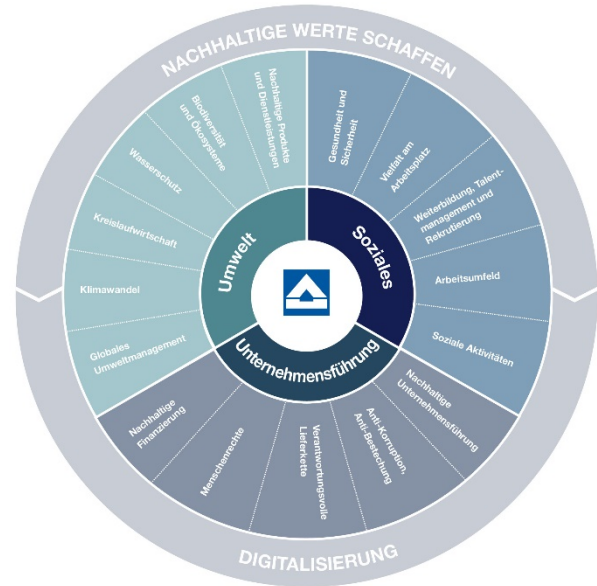 NACHHALTIGE WERTE SCHAFFEN
Umwelt
Globales
Umweltmanagement
Klimawandel
Kreislaufwirtschaft
Wasserschutz
Biodiversität
und Ökosysteme
Nachhaltige Produkte
und Dienstleistungen
Soziales
Gesundheit und
Sicherheit
Vielfalt am
Arbeitsplatz
Weiterbildung, Talent-
management und
Rekrutierung
Arbeitsumfeld
Soziale Aktivitäten
Unternehmensführung
Nachhaltige
Finanzierung
Menschenrechte
Verantwortungsvolle
Lieferkette
Anti-Korruption,
Anti-Bestechung
Nachhaltige
Unternehmensführung
DIGITALISIERUNG